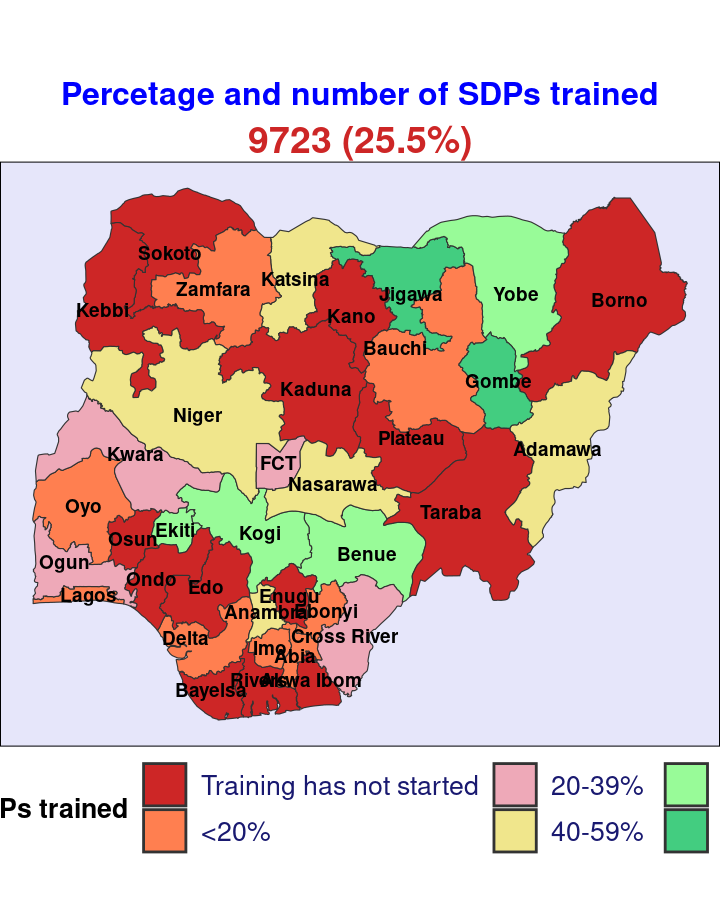 Percetage and number of SDPs trained
9723 (25.5%)
Sokoto
Katsina
Zamfara
Jigawa
Yobe
Borno
Kebbi
Kano
Bauchi
Gombe
Kaduna
Niger
Plateau
Adamawa
Kwara
FCT
Nasarawa
Oyo
Taraba
Osun
Ekiti
Kogi
Benue
Ogun
Ondo
Edo
Lagos
Enugu
Anambra
Ebonyi
Delta
Cross River
Imo
Abia
Rivers
Akwa Ibom
Bayelsa
Ps trained
Training has not started
20-39%
<20%
40-59%